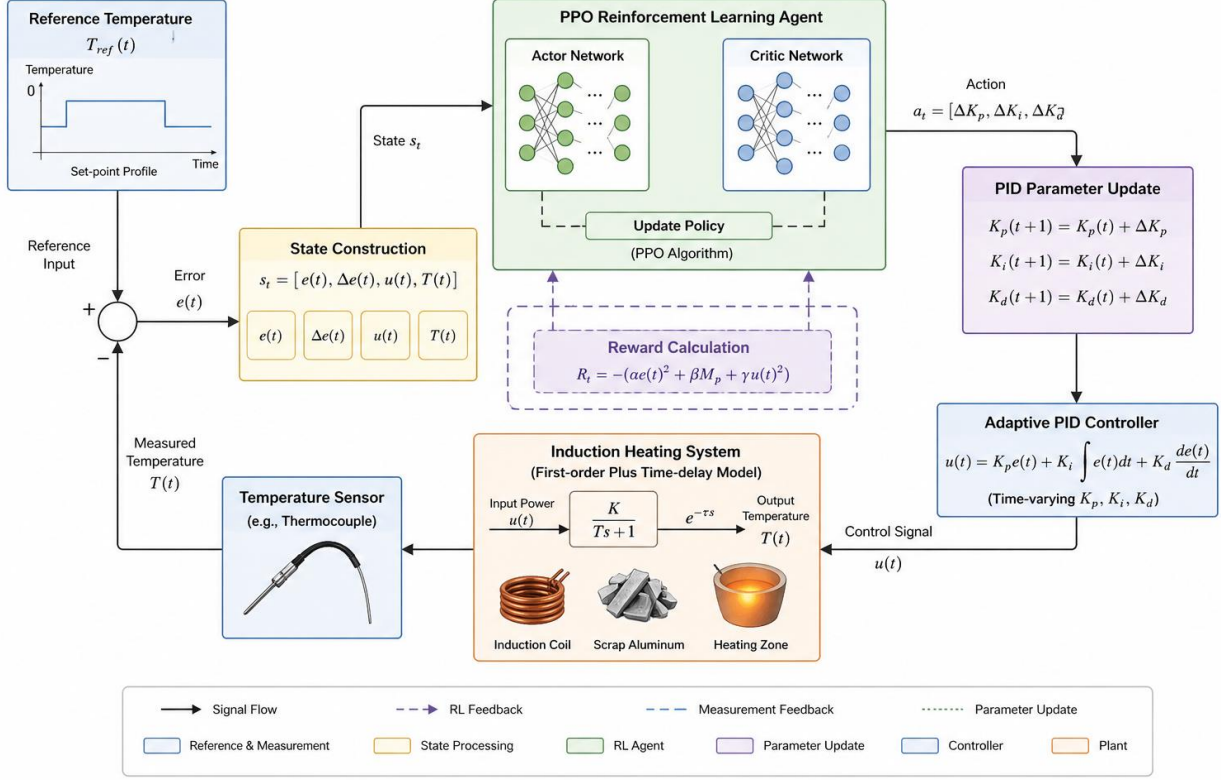 Reference Temperature
T_ref (t)
Temperature
0
Time
Set-point Profile
Reference
Input
+
−
Error
e(t)
State Construction
s_t = [ e(t), Δe(t), u(t), T(t) ]
e(t)
Δe(t)
u(t)
T(t)
State s_t
PPO Reinforcement Learning Agent
Actor Network
...
...
...
Critic Network
...
...
...
Update Policy
(PPO Algorithm)
Action
a_t = [ΔK_p, ΔK_i, ΔK_d]
PID Parameter Update
K_p(t + 1) = K_p(t) + ΔK_p
K_i(t + 1) = K_i(t) + ΔK_i
K_d(t + 1) = K_d(t) + ΔK_d
Reward Calculation
R_t = −(αe(t)² + βM_p + γu(t)²)
Adaptive PID Controller
u(t) = K_p e(t) + K_i ∫ e(t)dt + K_d de(t)/dt
(Time-varying K_p, K_i, K_d)
Control Signal
u(t)
Induction Heating System
(First-order Plus Time-delay Model)
Input Power
u(t)
K/(Ts + 1)
e^(−τs)
Output
Temperature
T(t)
Induction Coil
Scrap Aluminum
Heating Zone
Temperature Sensor
(e.g., Thermocouple)
Measured
Temperature
T(t)
Signal Flow
RL Feedback
Measurement Feedback
Parameter Update
Reference & Measurement
State Processing
RL Agent
Parameter Update
Controller
Plant